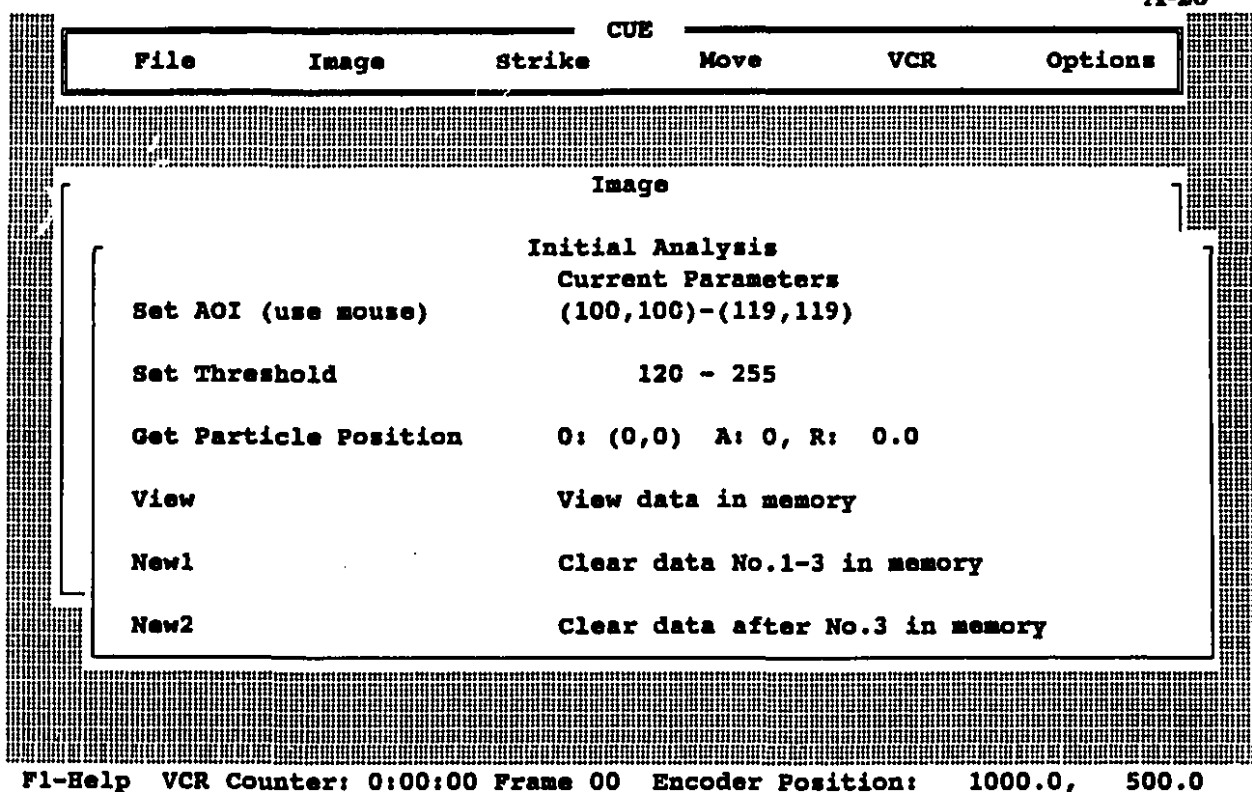 CUE
File Image Strike Move VCR Options
Image
Initial Analysis
Current Parameters
Set AOI (use mouse) (100,100)-(119,119)
Set Threshold 120 - 255
Get Particle Position 0: (0,0) A: 0, R: 0.0
View View data in memory
New1 Clear data No.1-3 in memory
New2 Clear data after No.3 in memory
F1-Help VCR Counter: 0:00:00 Frame 00 Encoder Position: 1000.0, 500.0